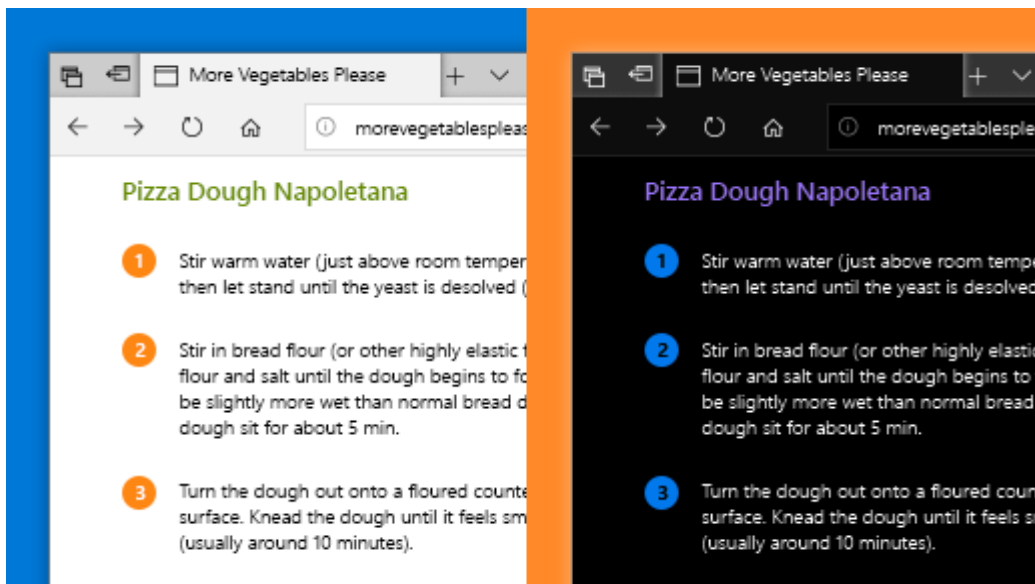 More Vegetables Please
morevegetablespleas
Pizza Dough Napoletana
1 Stir warm water (just above room temper
then let stand until the yeast is desolved (
2 Stir in bread flour (or other highly elastic f
flour and salt until the dough begins to fo
be slightly more wet than normal bread d
dough sit for about 5 min.
3 Turn the dough out onto a floured counte
surface. Knead the dough until it feels sm
(usually around 10 minutes).
More Vegetables Please
morevegetablesple
Pizza Dough Napoletana
1 Stir warm water (just above room tempe
then let stand until the yeast is desolved
2 Stir in bread flour (or other highly elastic
flour and salt until the dough begins to
be slightly more wet than normal bread
dough sit for about 5 min.
3 Turn the dough out onto a floured coun
surface. Knead the dough until it feels s
(usually around 10 minutes).